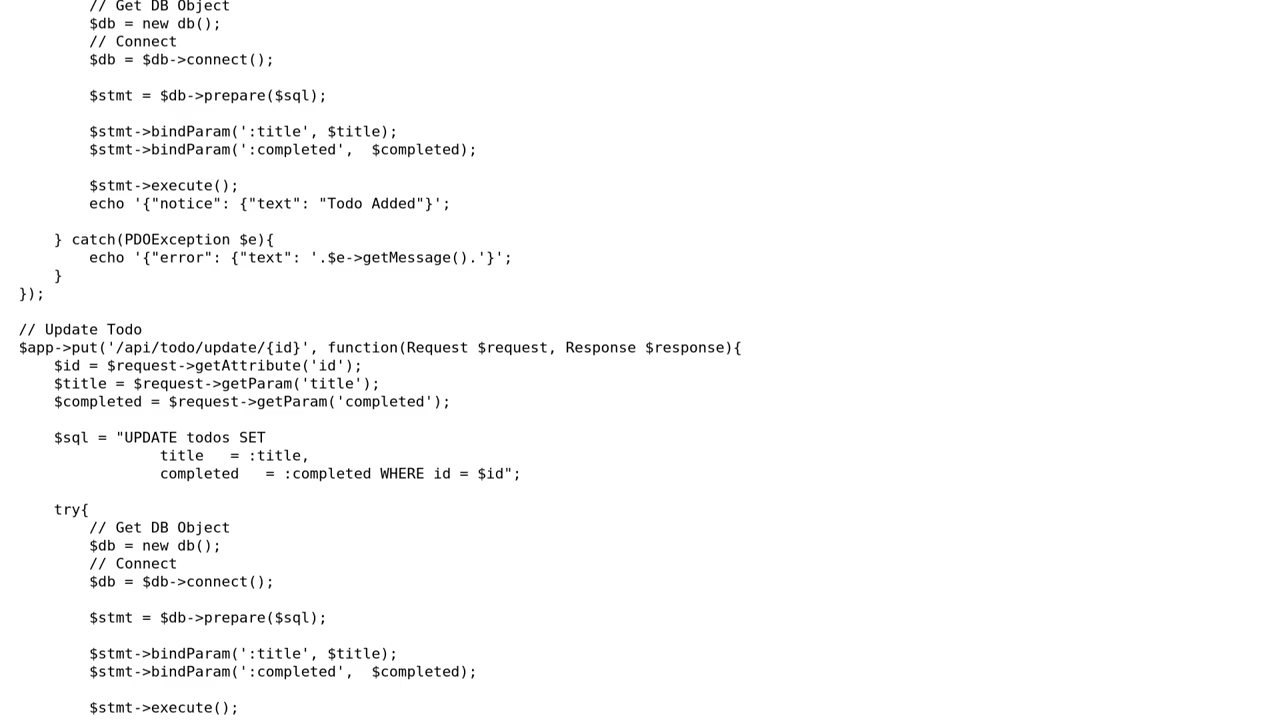 // Get DB Object
$db = new db();
// Connect
$db = $db->connect();
$stmt = $db->prepare($sql);
$stmt->bindParam(':title', $title);
$stmt->bindParam(':completed',  $completed);
$stmt->execute();
echo '{"notice": {"text": "Todo Added"}';
} catch(PDOException $e){
echo '{"error": {"text": '.$e->getMessage().'}';
}
});
// Update Todo
$app->put('/api/todo/update/{id}', function(Request $request, Response $response){
$id = $request->getAttribute('id');
$title = $request->getParam('title');
$completed = $request->getParam('completed');
$sql = "UPDATE todos SET
title   = :title,
completed   = :completed WHERE id = $id";
try{
// Get DB Object
$db = new db();
// Connect
$db = $db->connect();
$stmt = $db->prepare($sql);
$stmt->bindParam(':title', $title);
$stmt->bindParam(':completed',  $completed);
$stmt->execute();